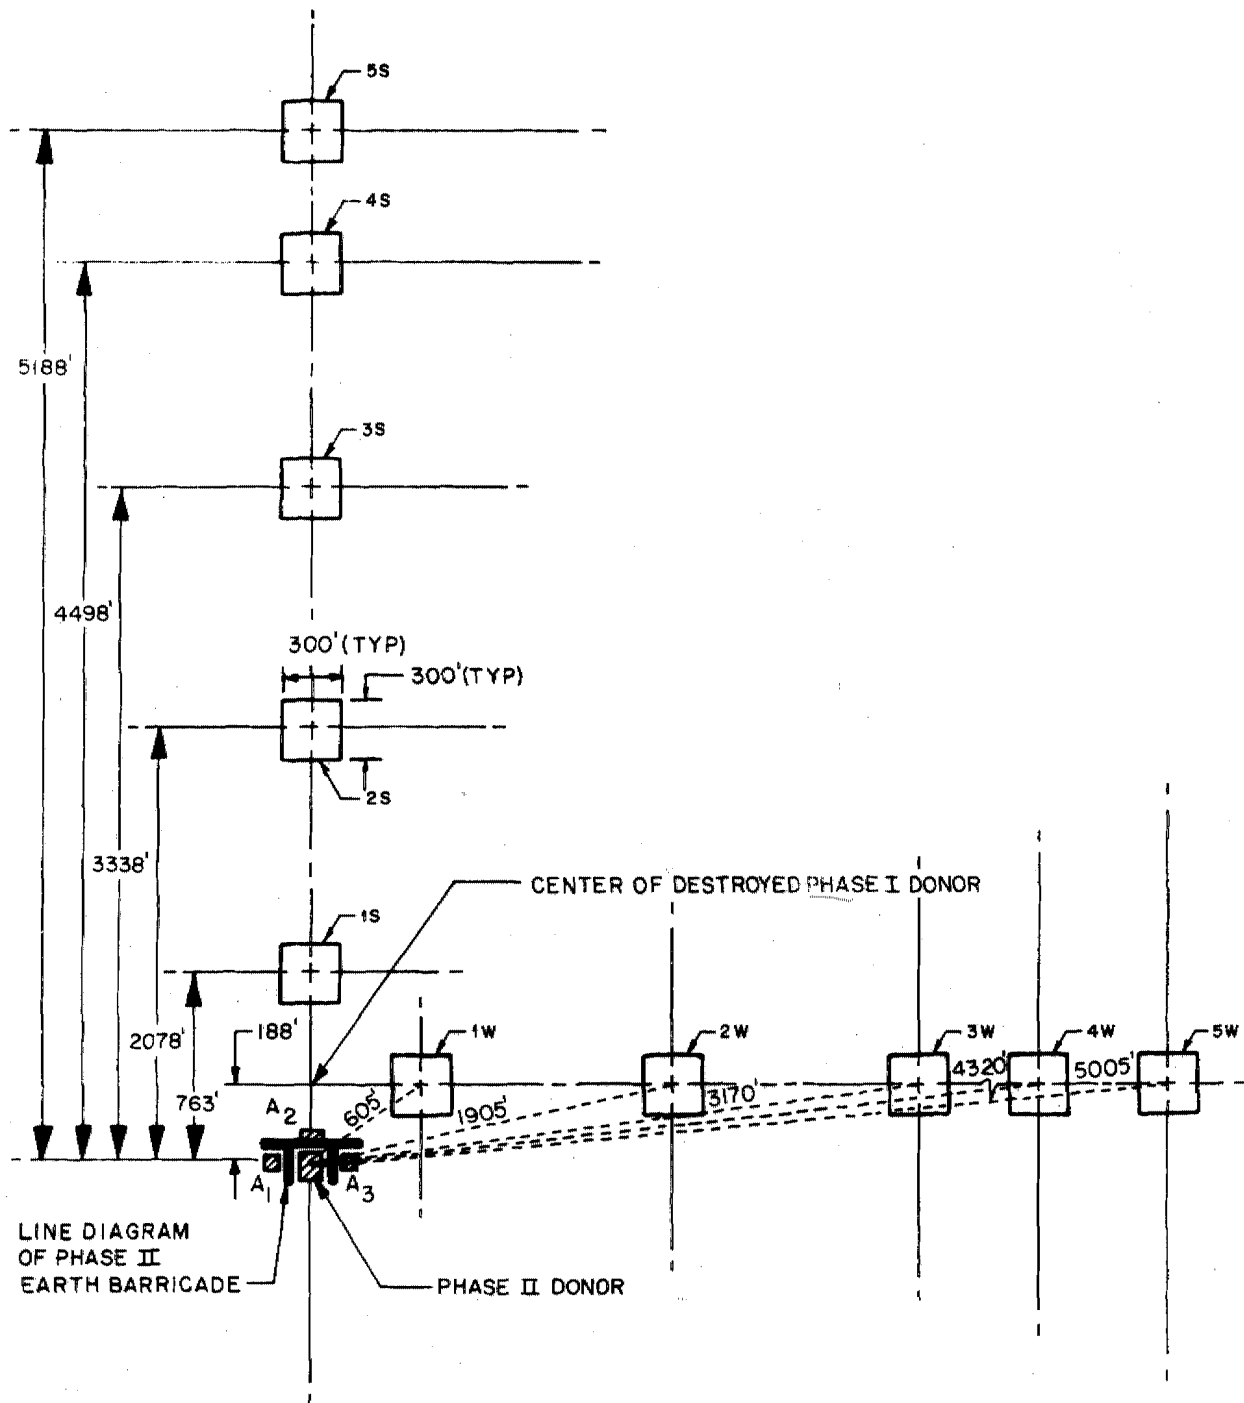 5S
4S
5188'
3S
4498'
300'(TYP)
300'(TYP)
2S
3338'
CENTER OF DESTROYED PHASE I DONOR
1S
2078'
188'
1W
2W
3W
4W
5W
4320'
5005'
763'
A2
605'
1905'
3170'
A1
A3
LINE DIAGRAM
OF PHASE II
EARTH BARRICADE
PHASE II DONOR